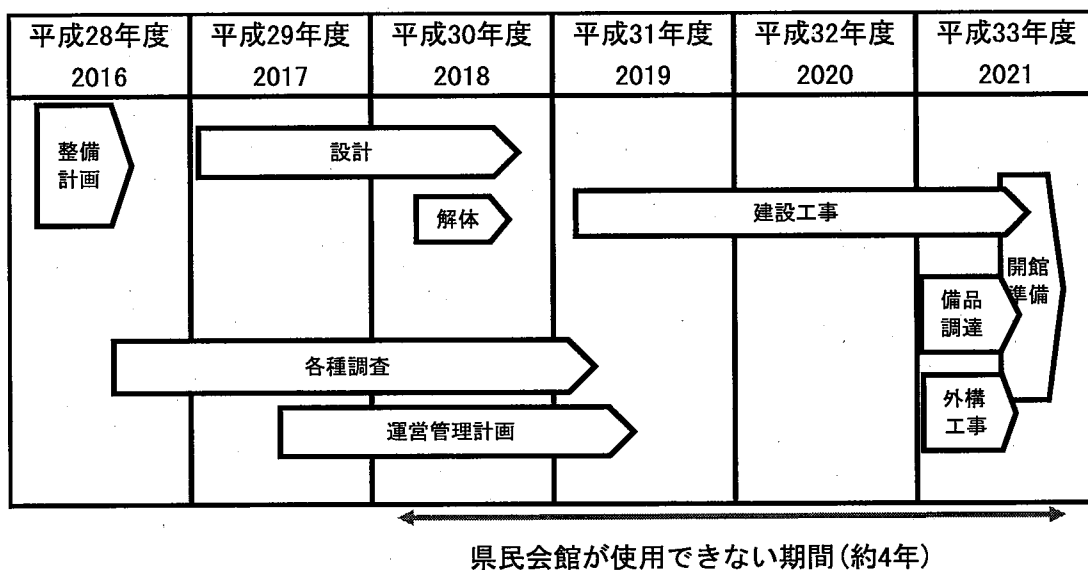 平成28年度 平成29年度 平成30年度 平成31年度 平成32年度 平成33年度
2016 2017 2018 2019 2020 2021
整備
計画
設計
解体
建設工事
開館
準備
備品
調達
各種調査
外構
工事
運営管理計画
県民会館が使用できない期間(約4年)